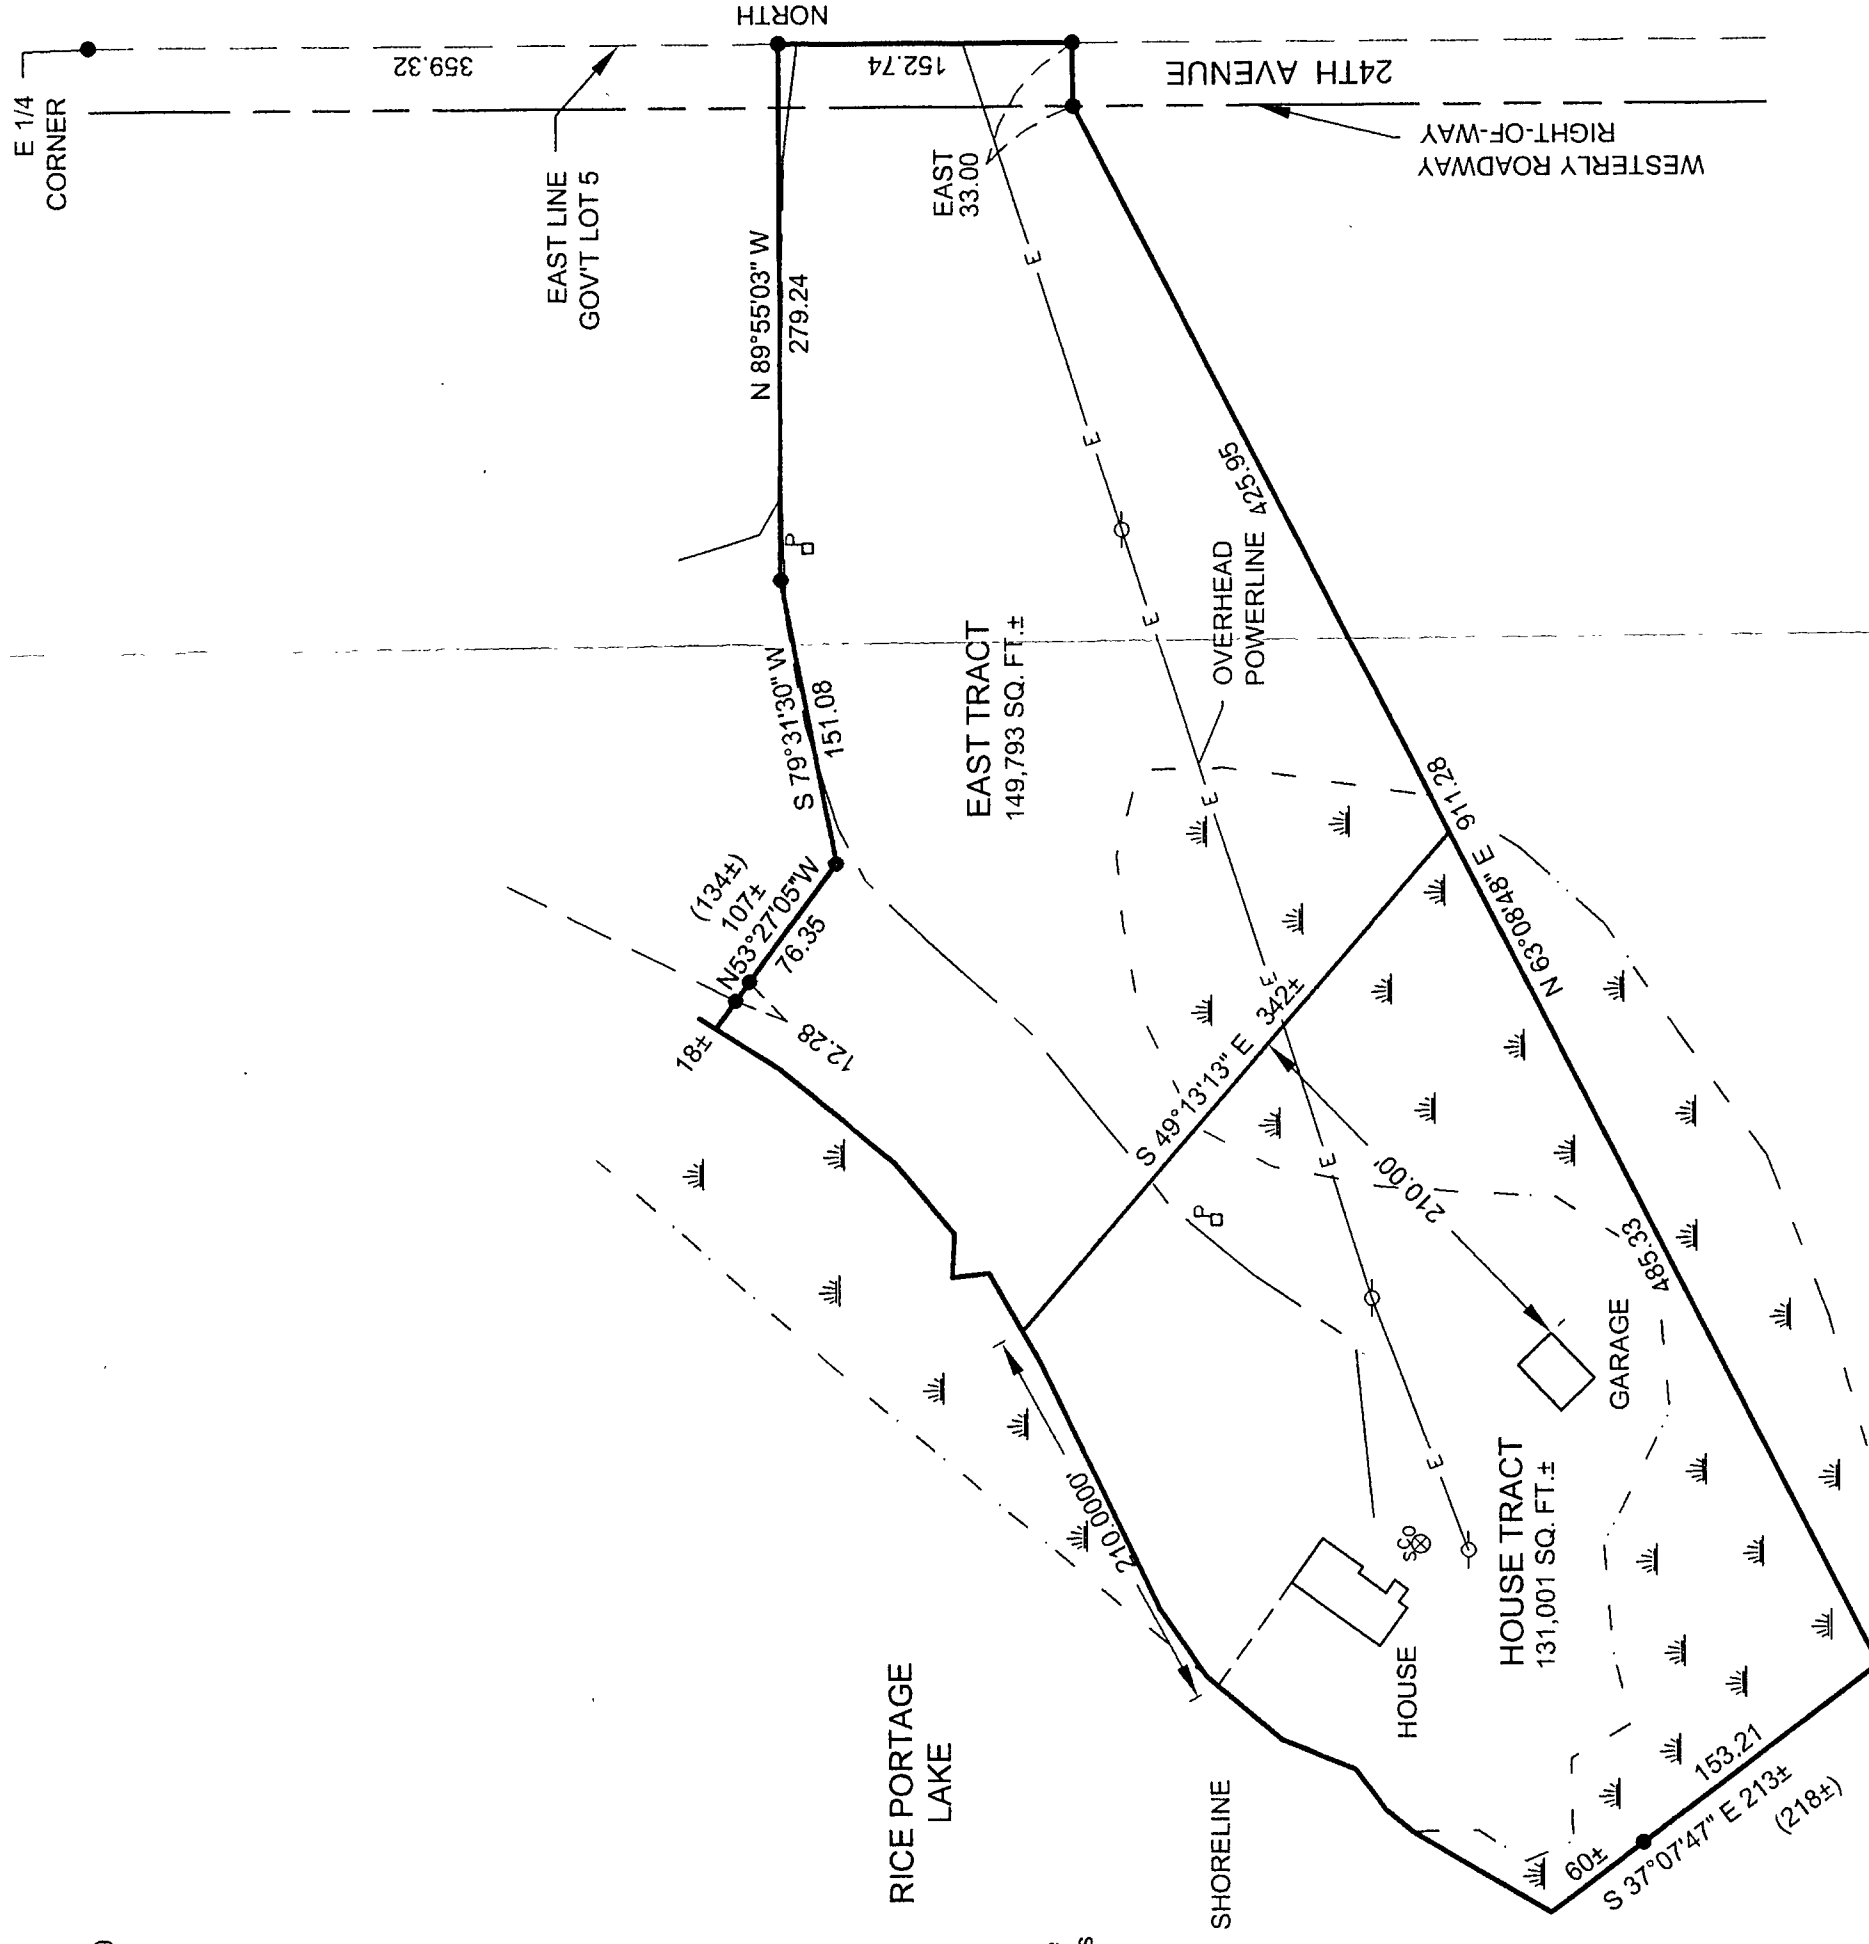 E 1/4
CORNER
359.32
NORTH
152.74
24TH AVENUE
WESTERLY ROADWAY
RIGHT-OF-WAY
EAST LINE
GOV'T LOT 5
EAST
33.00
N 89°55'03" W
279.24
P
S 79°31'30" W
151.08
(134±)
107±
N53°27'05"W
76.35
12.28
18±
EAST TRACT
149,793 SQ. FT.±
OVERHEAD
POWERLINE
E
E
E
E
E
E
E
425.95
911.28
N 63°08'48" E
485.33
S 49°13'13" E 342±
210.00'
P
GARAGE
210.0000'
HOUSE
sCo
HOUSE TRACT
131,001 SQ. FT.±
RICE PORTAGE
LAKE
SHORELINE
60±
153.21
S 37°07'47" E 213±
(218±)